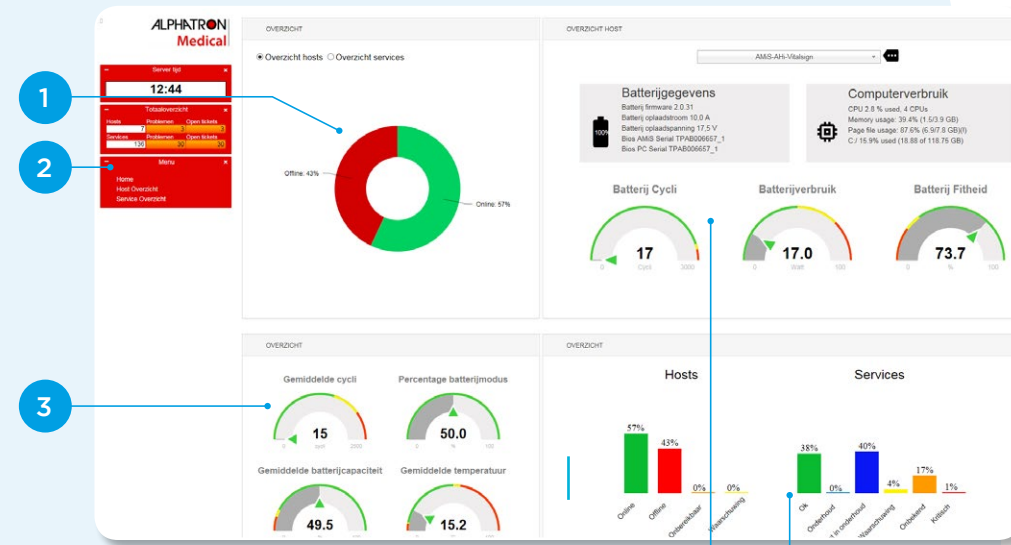 ALPHATRON
Medical
Server tijd
12:44
Totaaloverzicht
Hosts Problemen Open tickets
7 3 3
Services Problemen Open tickets
136 30 30
Menu
Home
Host Overzicht
Service Overzicht
1
2
3
OVERZICHT
Overzicht hosts Overzicht services
Offline: 43%
Online: 57%
OVERZICHT HOST
AMiS-AHi-Vitalsign
Batterijgegevens
Batterij firmware 2.0.31
Batterij oplaadstroom 10,0 A
Batterij oplaadspanning 17,5 V
Bios AMiS Serial TPAB006657_1
Bios PC Serial TPAB006657_1
100%
Computerverbruik
CPU 2.8 % used, 4 CPUs
Memory usage: 39.4% (1.5/3.9 GB)
Page file usage: 87.6% (6.9/7.8 GB)(!)
C:/ 15.9% used (18.88 of 118.75 GB)
Batterij Cycli
17
0 Cycli 3000
Batterijverbruik
17.0
0 Watt 100
Batterij Fitheid
73.7
0 % 100
OVERZICHT
Gemiddelde cycli
15
0 cycli 2000
Percentage batterijmodus
50.0
0 % 100
Gemiddelde batterijcapaciteit
49.5
Gemiddelde temperatuur
15.2
OVERZICHT
Hosts
57%
43%
0%
0%
Online
Offline
Onbereikbaar
Waarschuwing
Services
38%
0%
40%
4%
17%
1%
Ok
Onderhoud
t in onderhoud
Waarschuwing
Onbekend
Kritisch